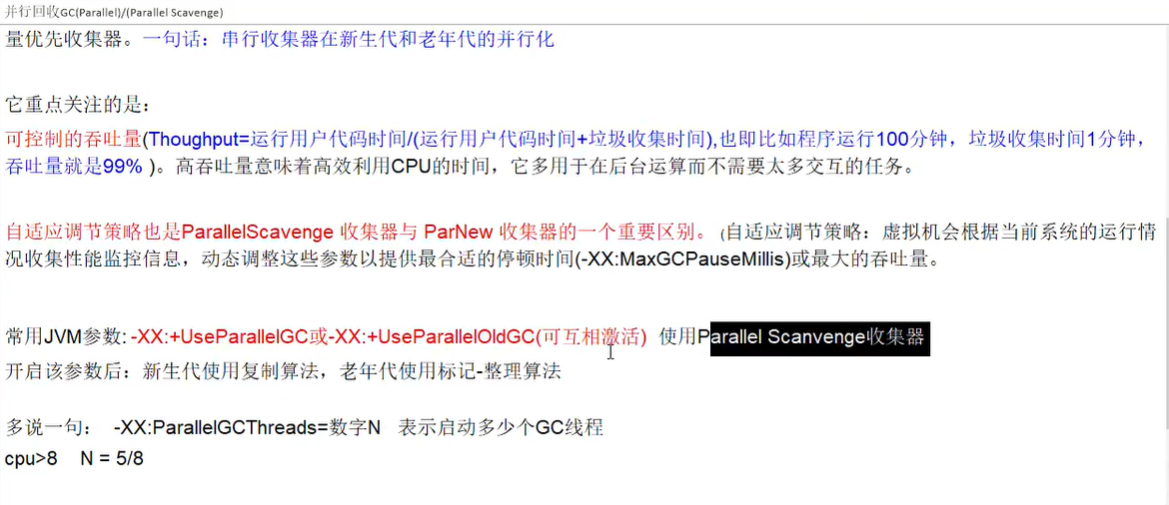 并行回收GC(Parallel)/(Parallel Scavenge)
量优先收集器。一句话：串行收集器在新生代和老年代的并行化
它重点关注的是：
可控制的吞吐量(Thoughput=运行用户代码时间/(运行用户代码时间+垃圾收集时间),也即比如程序运行100分钟，垃圾收集时间1分钟，
吞吐量就是99% )。高吞吐量意味着高效利用CPU的时间，它多用于在后台运算而不需要太多交互的任务。
自适应调节策略也是ParallelScavenge 收集器与 ParNew 收集器的一个重要区别。 (自适应调节策略：虚拟机会根据当前系统的运行情
况收集性能监控信息，动态调整这些参数以提供最合适的停顿时间(-XX:MaxGCPauseMillis)或最大的吞吐量。
常用JVM参数: -XX:+UseParallelGC或-XX:+UseParallelOldGC(可互相激活) 使用Parallel Scanvenge收集器
开启该参数后：新生代使用复制算法，老年代使用标记-整理算法
多说一句： -XX:ParallelGCThreads=数字N 表示启动多少个GC线程
cpu>8 N = 5/8